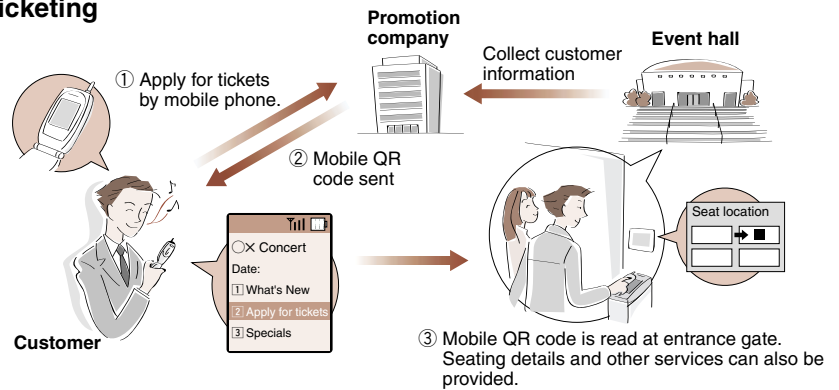 icketing
① Apply for tickets
by mobile phone.
Promotion
company
Collect customer
information
Event hall
② Mobile QR
code sent
○× Concert
Date:
1 What's New
2 Apply for tickets
3 Specials
Customer
Seat location
③ Mobile QR code is read at entrance gate.
Seating details and other services can also be
provided.